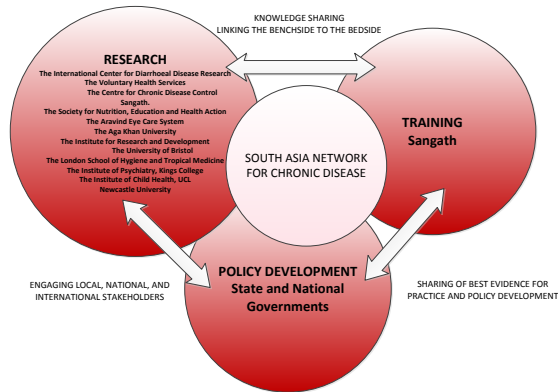 KNOWLEDGE SHARING
LINKING THE BENCHSIDE TO THE BEDSIDE
RESEARCH
The International Center for Diarrhoeal Disease Research
The Voluntary Health Services
The Centre for Chronic Disease Control
Sangath.
The Society for Nutrition, Education and Health Action
The Aravind Eye Care System
The Aga Khan University
The Institute for Research and Development
The University of Bristol
The London School of Hygiene and Tropical Medicine
The Institute of Psychiatry, Kings College
The Institute of Child Health, UCL
Newcastle University
TRAINING
Sangath
SOUTH ASIA NETWORK
FOR CHRONIC DISEASE
POLICY DEVELOPMENT
State and National
Governments
ENGAGING LOCAL, NATIONAL, AND
INTERNATIONAL STAKEHOLDERS
SHARING OF BEST EVIDENCE FOR
PRACTICE AND POLICY DEVELOPMENT